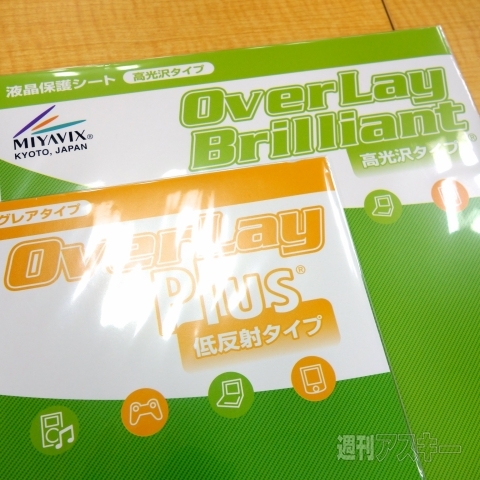 液晶保護シート 高光沢タイプ
OverLay
Brilliant
高光沢タイプ
MIYAVIX®
KYOTO, JAPAN
グレアタイプ
OverLay
Plus®
低反射タイプ
週刊アスキー